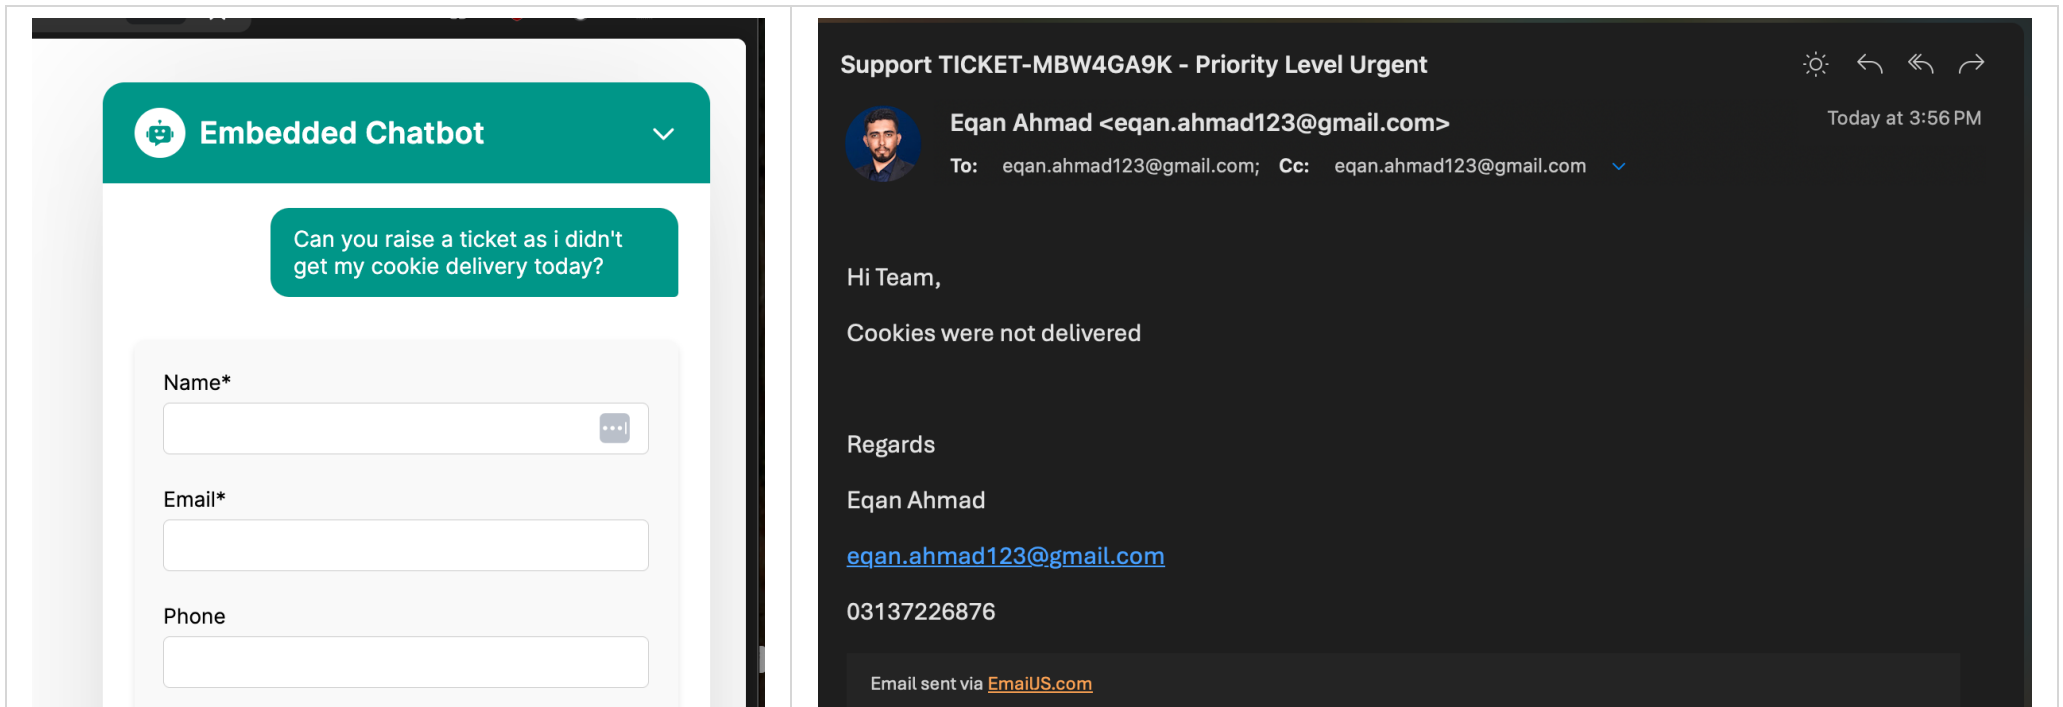 Embedded Chatbot
Can you raise a ticket as i didn't
get my cookie delivery today?
Name*
Email*
Phone
Support TICKET-MBW4GA9K - Priority Level Urgent
Eqan Ahmad <eqan.ahmad123@gmail.com>
Today at 3:56 PM
To: eqan.ahmad123@gmail.com; Cc: eqan.ahmad123@gmail.com
Hi Team,
Cookies were not delivered
Regards
Eqan Ahmad
eqan.ahmad123@gmail.com
03137226876
Email sent via EmaiUS.com